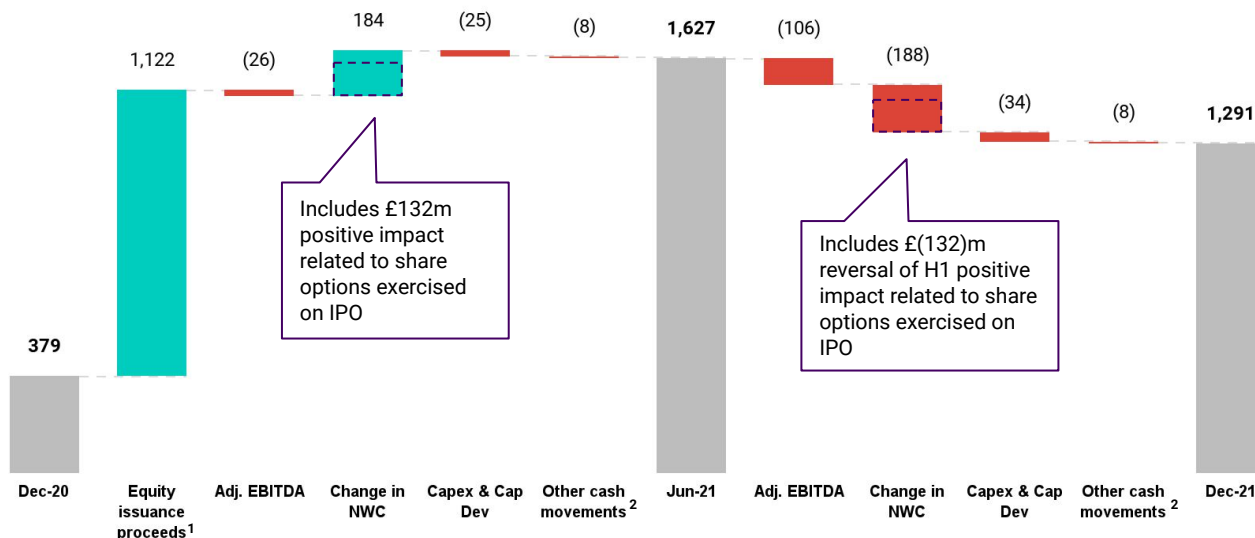 1,122
(26)
184
(25)
(8)
1,627
(106)
(188)
(34)
(8)
1,291
379
Includes £132m
positive impact
related to share
options exercised
on IPO
Includes £(132)m
reversal of H1 positive
impact related to share
options exercised on
IPO
Dec-20
Equity
issuance
proceeds1
Adj. EBITDA
Change in
NWC
Capex & Cap
Dev
Other cash
movements 2
Jun-21
Adj. EBITDA
Change in
NWC
Capex & Cap
Dev
Other cash
movements 2
Dec-21